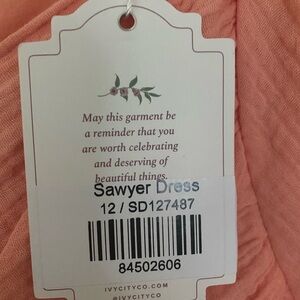 May this garment be
a reminder that you
are worth celebrating
and deserving of
beautiful things.
Sawyer Dress
12 / SD127487
84502606
IVYCITYCO.COM
@IVYCITYCO